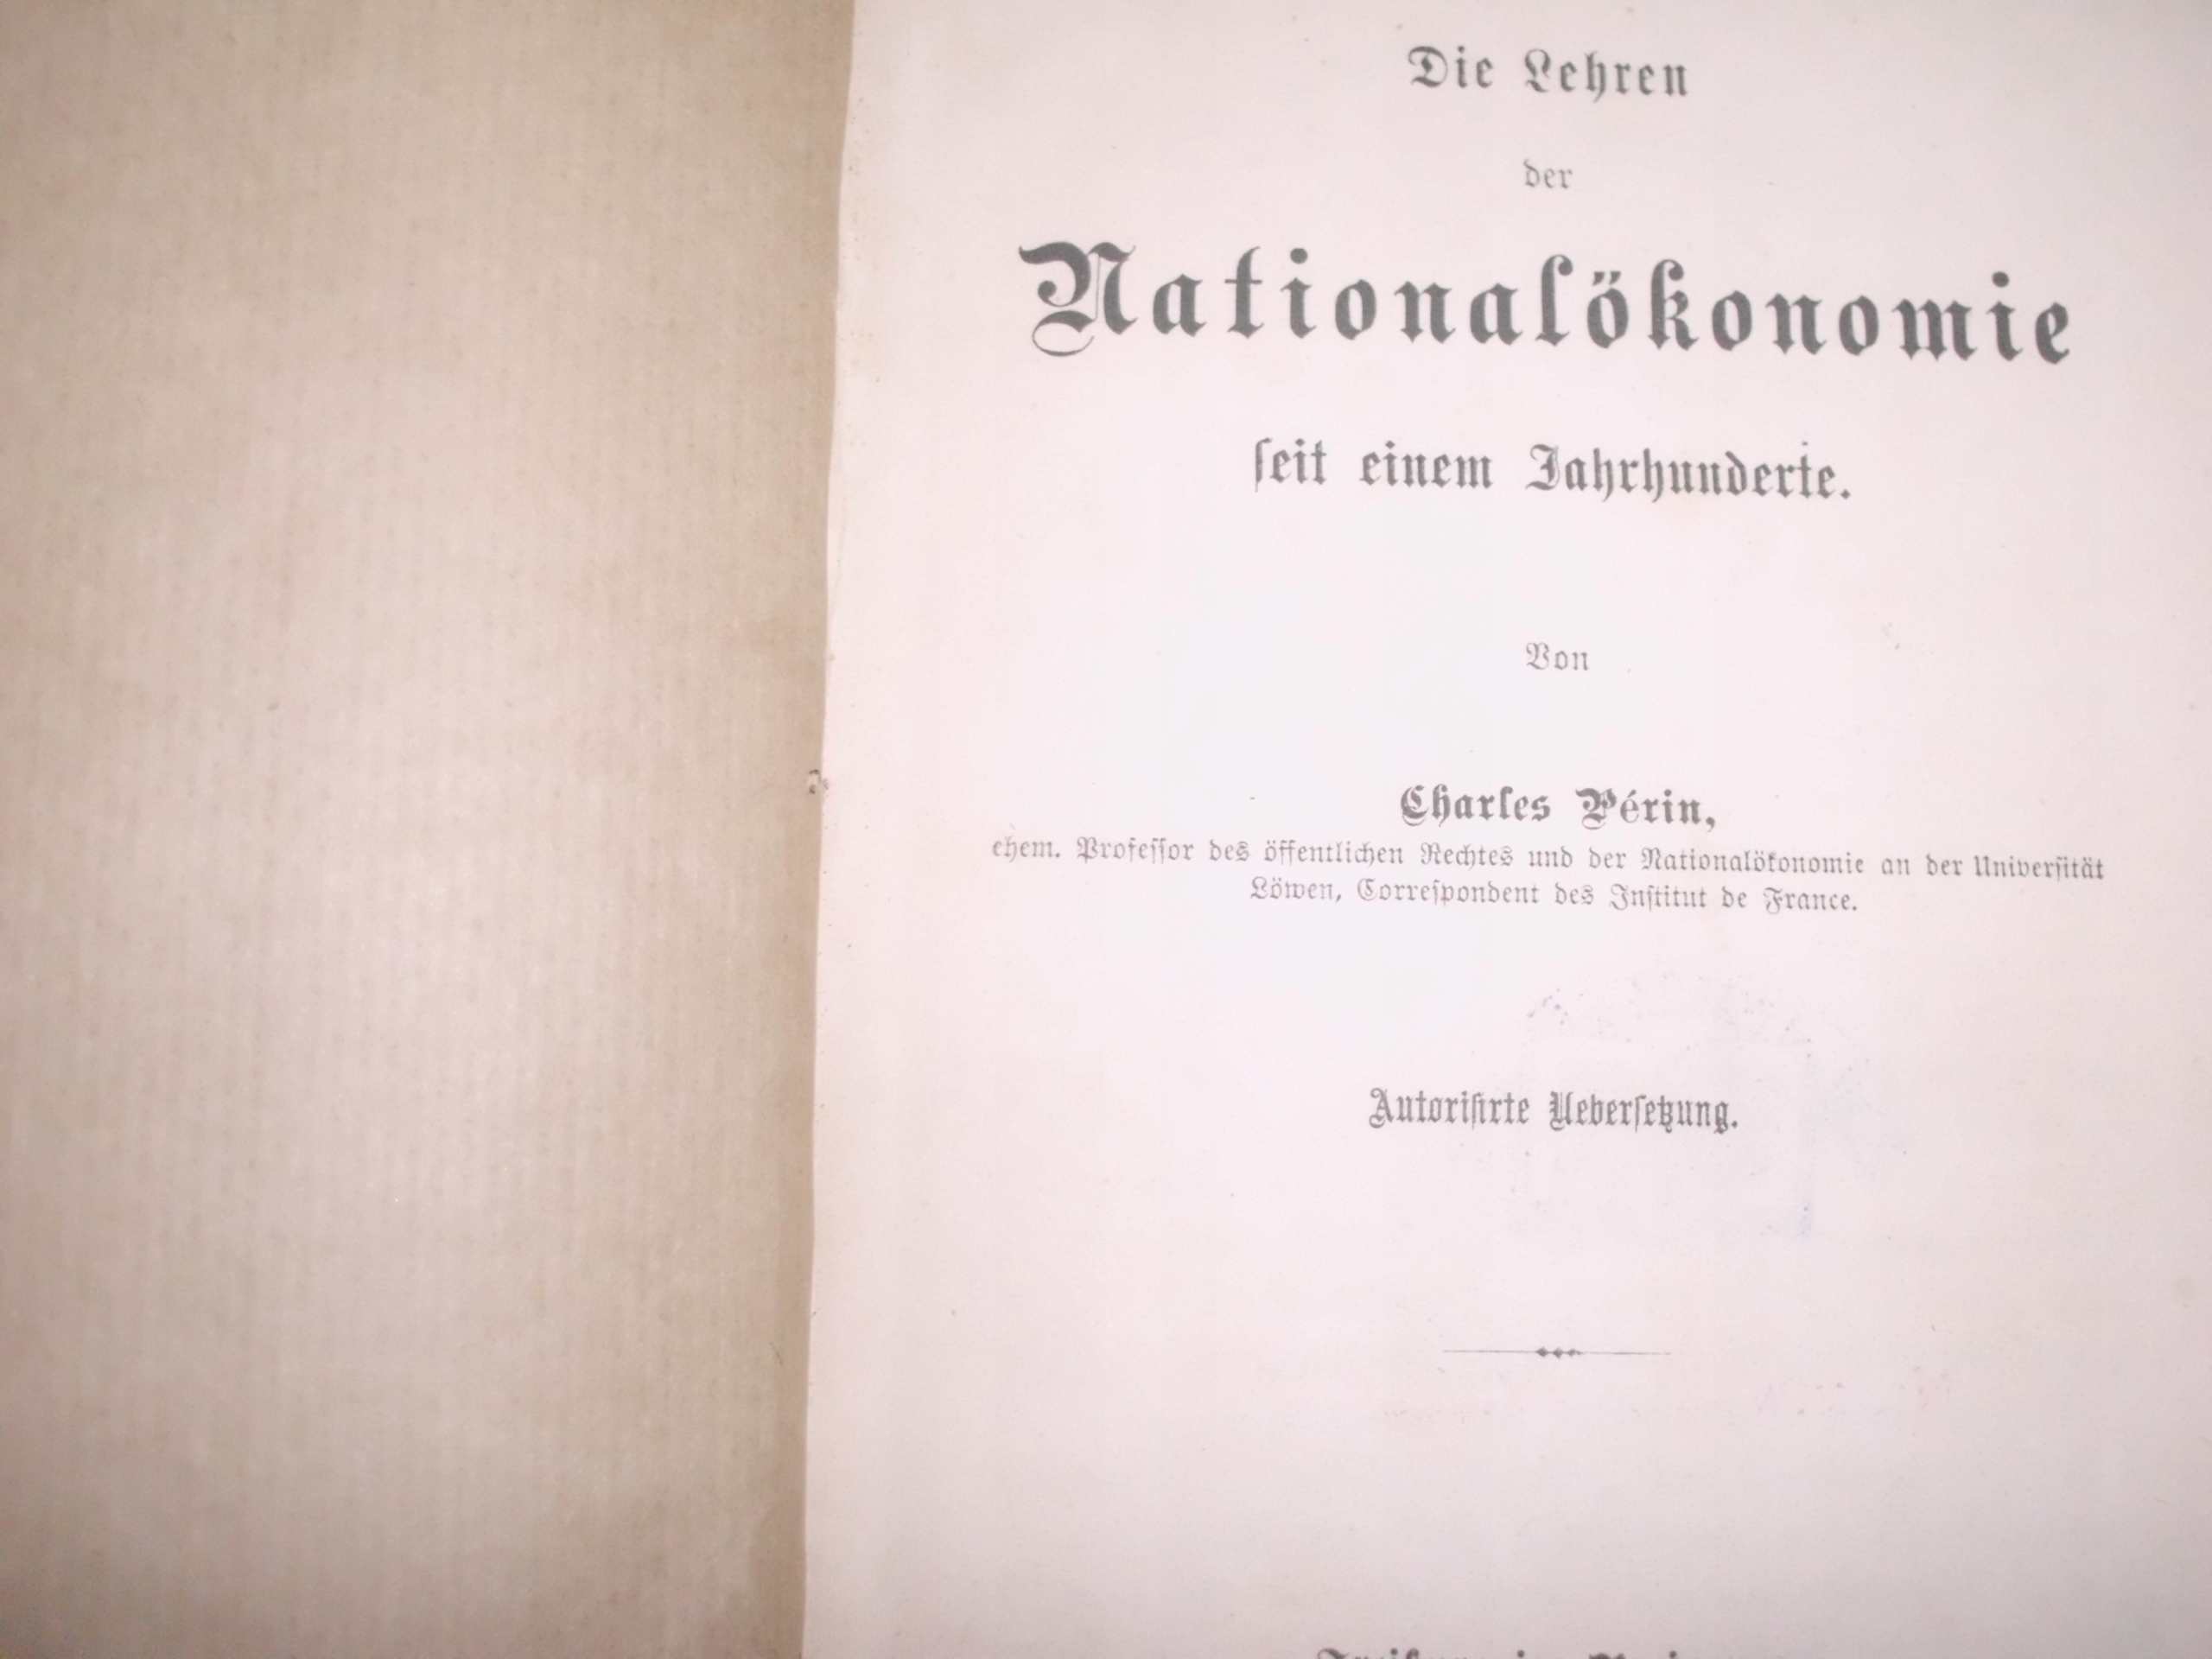 Die Lehren
der
Nationalökonomie
ſeit einem Jahrhunderte.
Von
Charles Périn,
ehem. Profeſſor des öffentlichen Rechtes und der Nationalökonomie an der Univerſität
Löwen, Correſpondent des Inſtitut de France.
Autoriſirte Ueberſetzung.